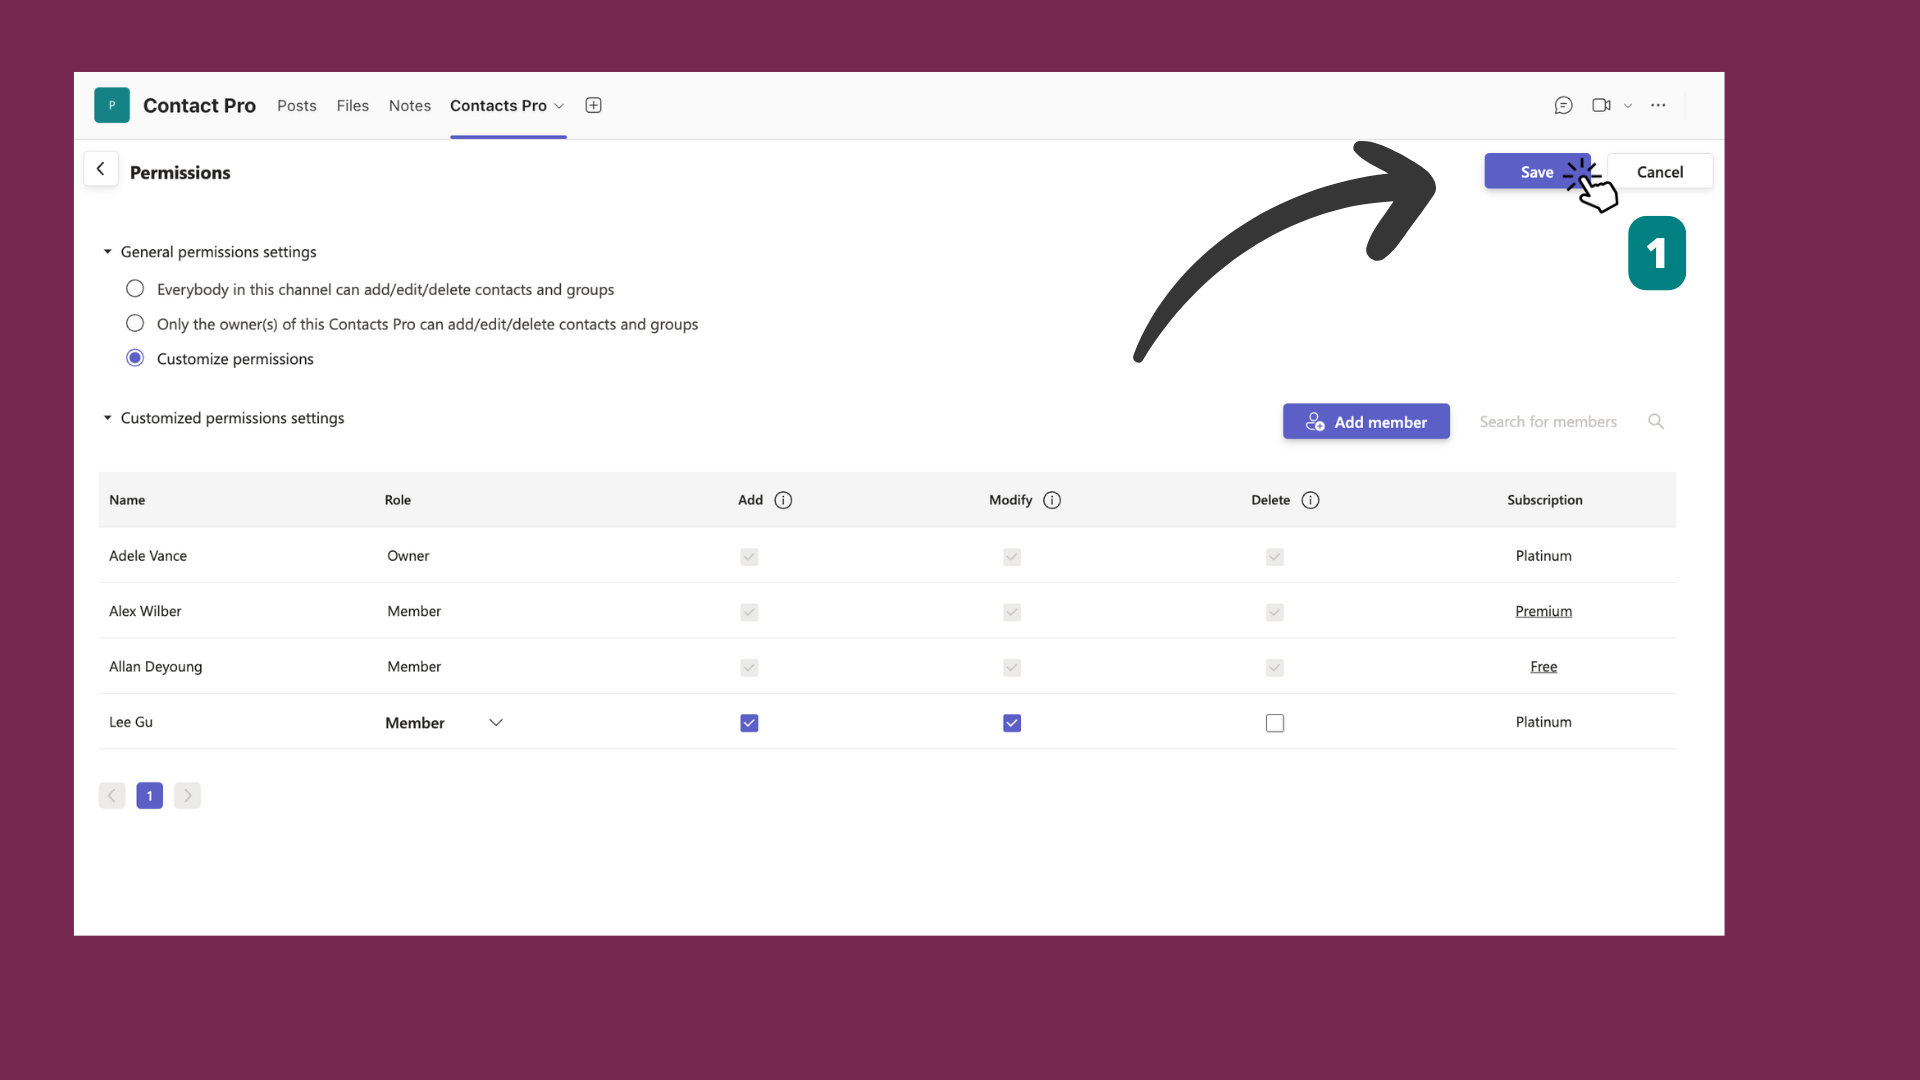 P Contact Pro Posts Files Notes Contacts Pro
Permissions Save Cancel
1
General permissions settings
Everybody in this channel can add/edit/delete contacts and groups
Only the owner(s) of this Contacts Pro can add/edit/delete contacts and groups
Customize permissions
Customized permissions settings Add member Search for members
Name Role Add Modify Delete Subscription
Adele Vance Owner Platinum
Alex Wilber Member Premium
Allan Deyoung Member Free
Lee Gu Member Platinum
1